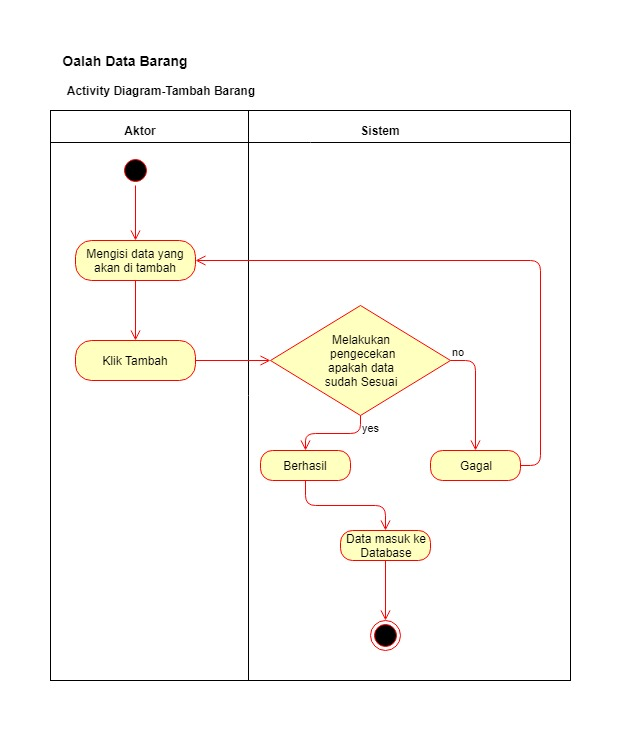 Oalah Data Barang
Activity Diagram-Tambah Barang
Aktor
Sistem
Mengisi data yang
akan di tambah
Klik Tambah
Melakukan
pengecekan
apakah data
sudah Sesuai
no
yes
Berhasil
Gagal
Data masuk ke
Database